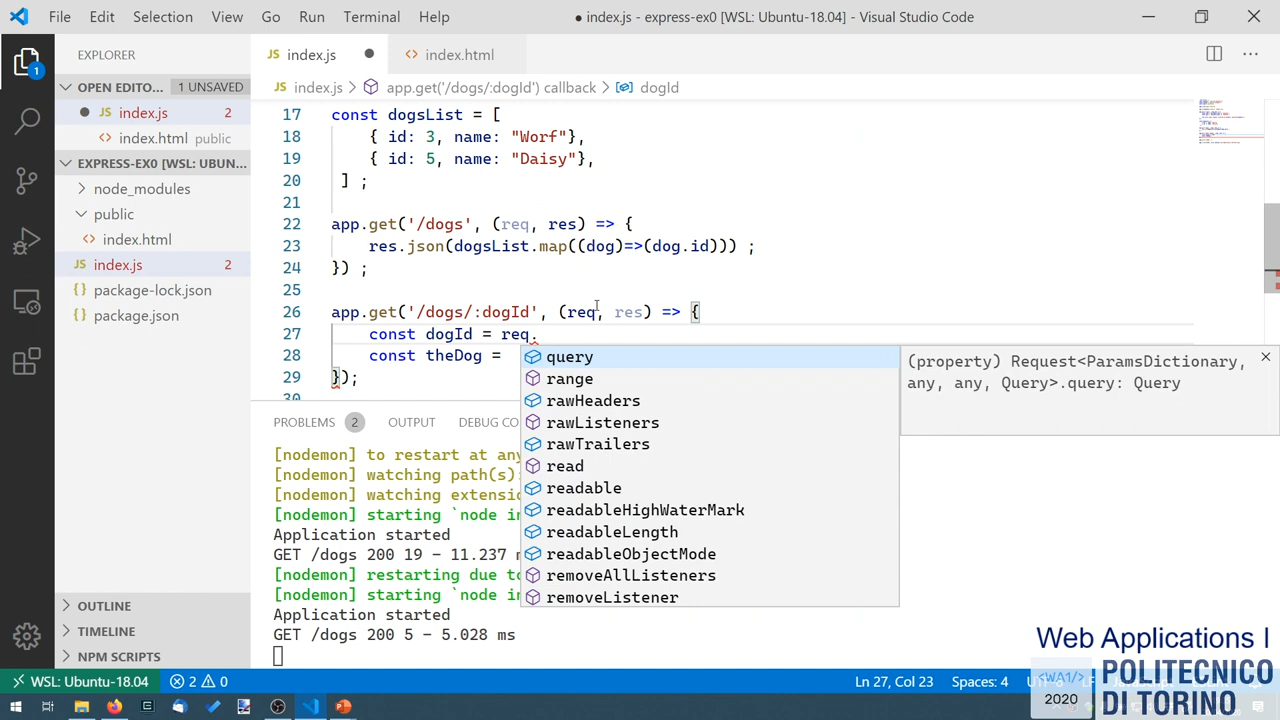 File Edit Selection View Go Run Terminal Help
● index.js - express-ex0 [WSL: Ubuntu-18.04] - Visual Studio Code
EXPLORER
JS index.js
<> index.html
OPEN EDITO... 1 UNSAVED
JS index.js > app.get('/dogs/:dogId') callback > dogId
1
JS index.js 2
<> index.html public
EXPRESS-EX0 [WSL: UBUN...
node_modules
public
<> index.html
JS index.js 2
{} package-lock.json
{} package.json
OUTLINE
TIMELINE
NPM SCRIPTS
17 const dogsList = [
18 { id: 3, name: "Worf"},
19 { id: 5, name: "Daisy"},
20 ] ;
21
22 app.get('/dogs', (req, res) => {
23 res.json(dogsList.map((dog)=>(dog.id))) ;
24 }) ;
25
26 app.get('/dogs/:dogId', (req, res) => {
27 const dogId = req.
28 const theDog =
29 });
30
query
range
rawHeaders
rawListeners
rawTrailers
read
readable
readableHighWaterMark
readableLength
readableObjectMode
removeAllListeners
removeListener
(property) Request<ParamsDictionary,
any, any, Query>.query: Query
PROBLEMS 2 OUTPUT DEBUG CO
[nodemon] to restart at any
[nodemon] watching path(s):
[nodemon] watching extensio
[nodemon] starting `node in
Application started
GET /dogs 200 19 - 11.237 m
[nodemon] restarting due to
[nodemon] starting `node in
Application started
GET /dogs 200 5 - 5.028 ms
WSL: Ubuntu-18.04 2 0
Ln 27, Col 23 Spaces: 4
Web Applications I
<WA1/>
2020
POLITECNICO
DI TORINO